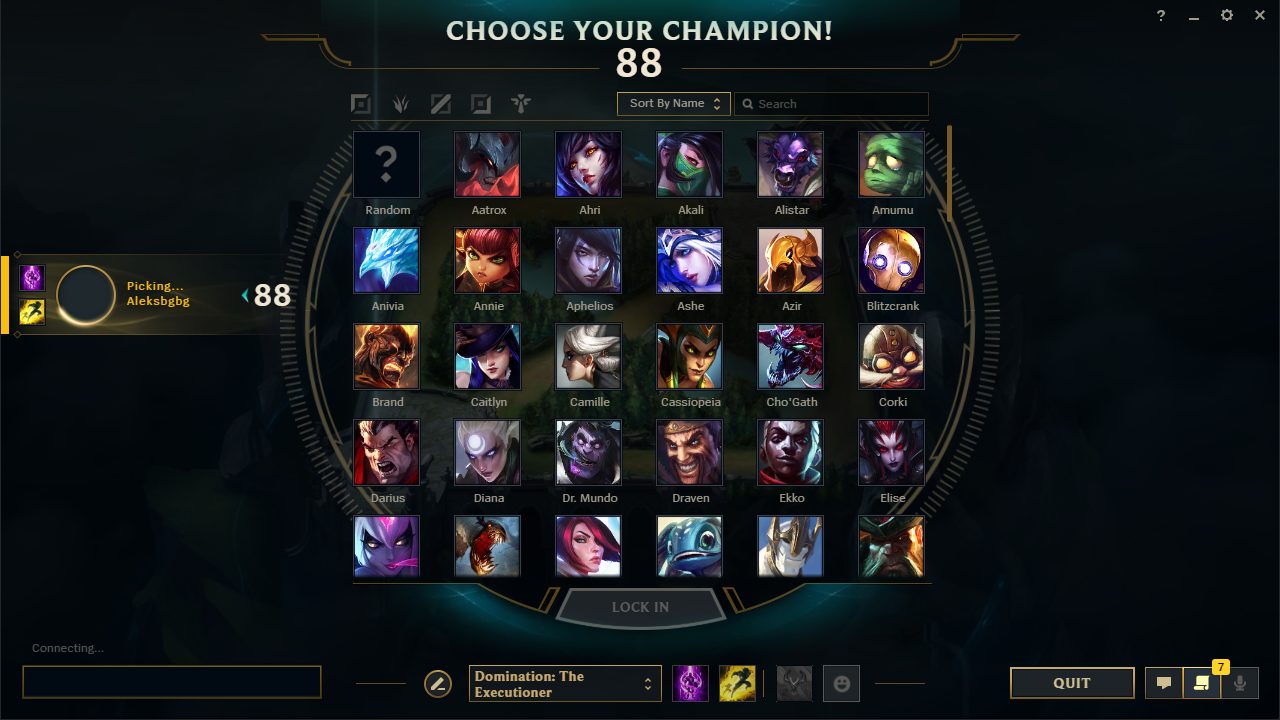 ?
CHOOSE YOUR CHAMPION!
88
Sort By Name
Search
?
Random
Aatrox
Ahri
Akali
Alistar
Amumu
Picking...
Aleksbgbg
88
Anivia
Annie
Aphelios
Ashe
Azir
Blitzcrank
Brand
Caitlyn
Camille
Cassiopeia
Cho'Gath
Corki
Darius
Diana
Dr. Mundo
Draven
Ekko
Elise
LOCK IN
Connecting...
Domination: The
Executioner
QUIT
7